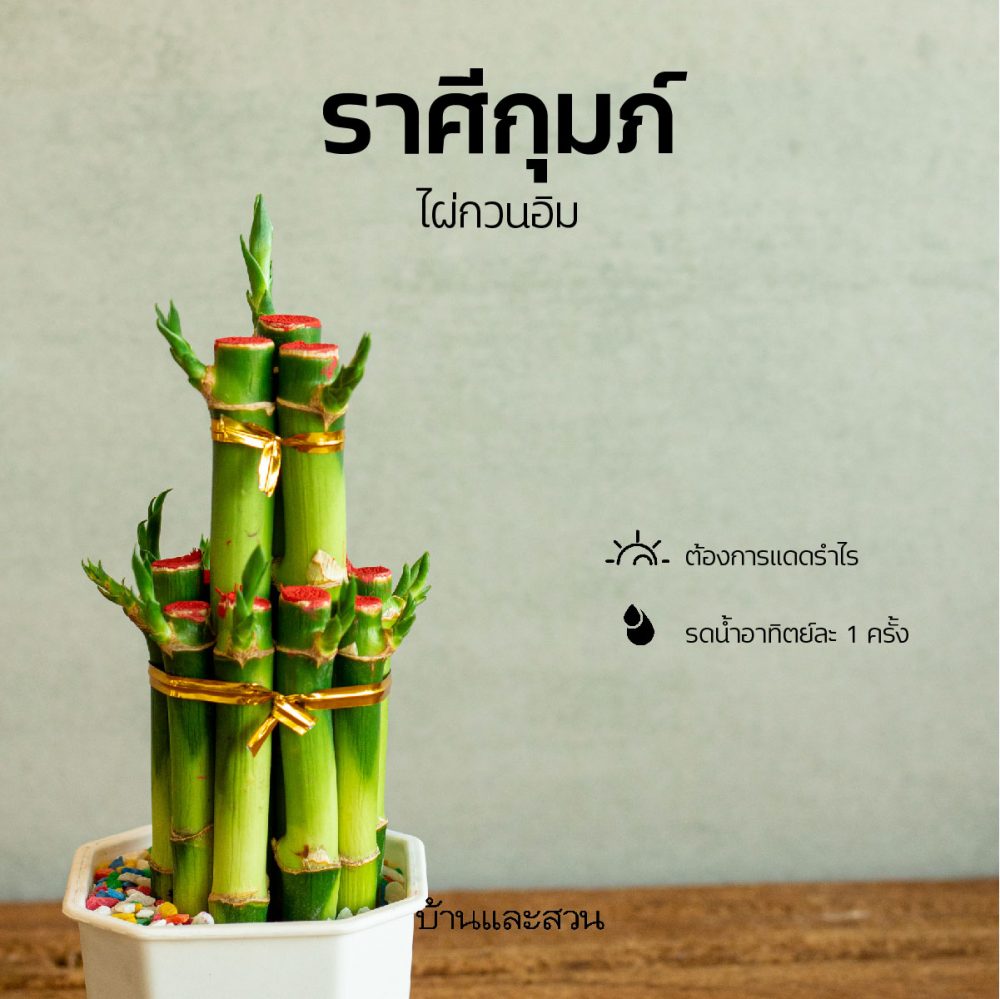 ราศีกุมภ์
ไผ่กวนอิม
ต้องการแดดรำไร
รดน้ำอาทิตย์ละ 1 ครั้ง
บ้านและสวน